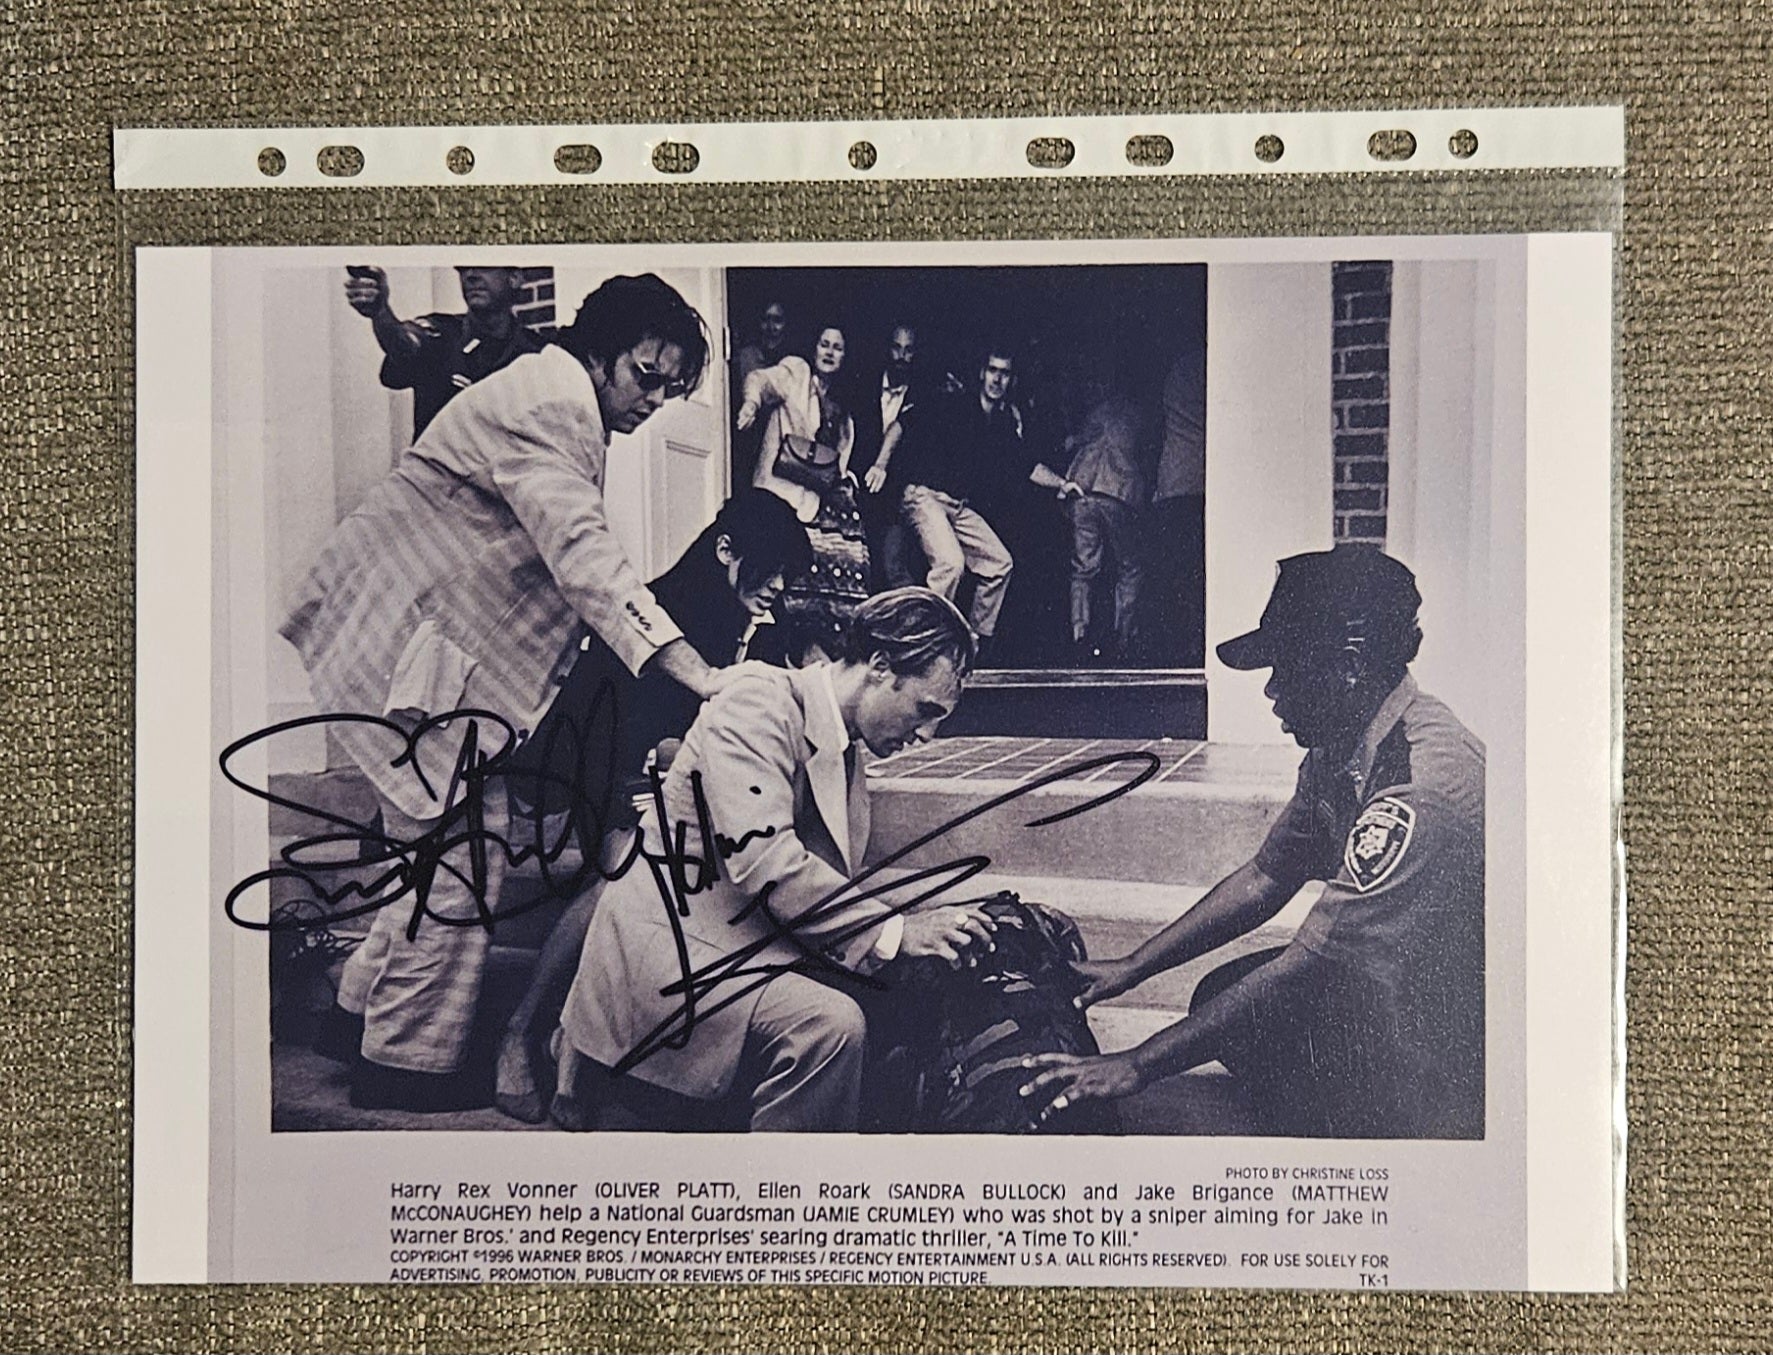 PHOTO BY CHRISTINE LOSS
Harry Rex Vonner (OLIVER PLATT), Ellen Roark (SANDRA BULLOCK) and Jake Brigance (MATTHEW
McCONAUGHEY) help a National Guardsman (JAMIE CRUMLEY) who was shot by a sniper aiming for Jake in
Warner Bros.' and Regency Enterprises' searing dramatic thriller, "A Time To Kill."
COPYRIGHT ©1996 WARNER BROS. / MONARCHY ENTERPRISES / REGENCY ENTERTAINMENT U.S.A. (ALL RIGHTS RESERVED). FOR USE SOLELY FOR
ADVERTISING, PROMOTION, PUBLICITY OR REVIEWS OF THIS SPECIFIC MOTION PICTURE.
TK-1